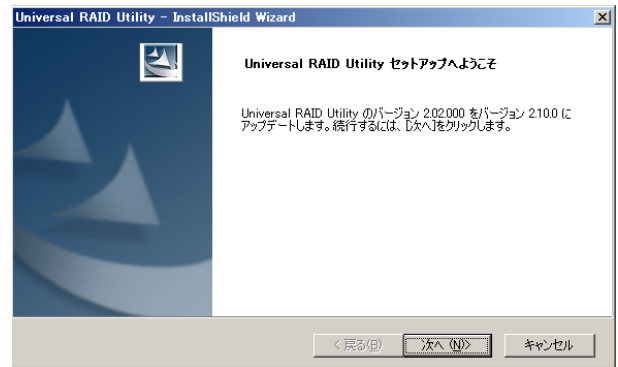 Universal RAID Utility - InstallShield Wizard
Universal RAID Utility セットアップへようこそ
Universal RAID Utility のバージョン 2.02.000 をバージョン 2.10.0 に
アップデートします。続行するには、[次へ]をクリックします。
< 戻る(B)
次へ (N)>
キャンセル